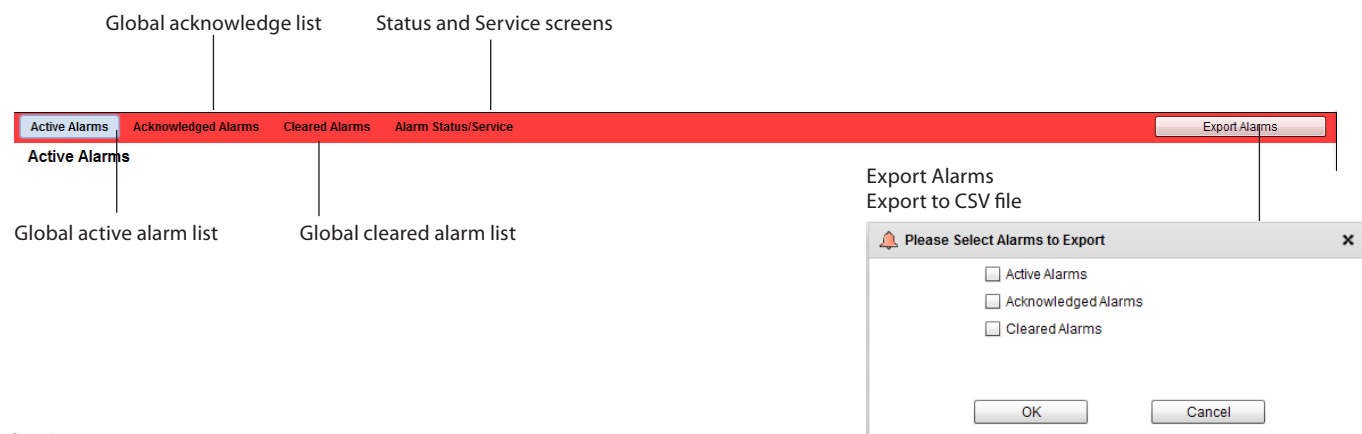 Global acknowledge list Status and Service screens
Active Alarms Acknowledged Alarms Cleared Alarms Alarm Status/Service Export Alarms
Active Alarms
Export Alarms
Export to CSV file
Global active alarm list Global cleared alarm list
Please Select Alarms to Export
Active Alarms
Acknowledged Alarms
Cleared Alarms
OK Cancel